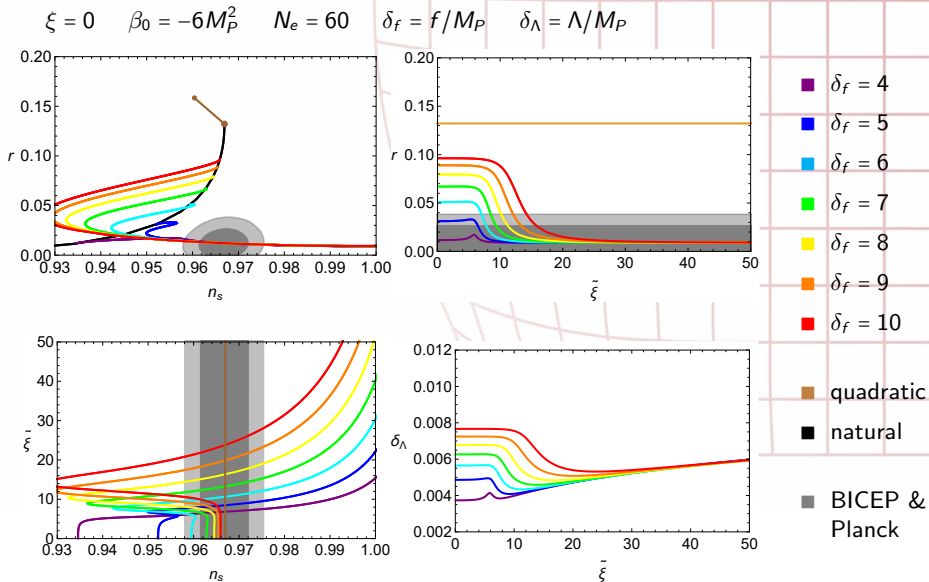 ξ = 0 β₀ = −6M_P² N_e = 60 δ_f = f/M_P δ_Λ = Λ/M_P
0.20
0.15
r 0.10
0.05
0.00
0.93 0.94 0.95 0.96 0.97 0.98 0.99 1.00
n_s
0.20
0.15
r 0.10
0.05
0.00
0 10 20 30 40 50
ξ̃
50
40
30
ξ̃
20
10
0
0.93 0.94 0.95 0.96 0.97 0.98 0.99 1.00
n_s
0.012
0.010
0.008
δ_Λ
0.006
0.004
0.002
0 10 20 30 40 50
ξ̃
δ_f = 4
δ_f = 5
δ_f = 6
δ_f = 7
δ_f = 8
δ_f = 9
δ_f = 10
quadratic
natural
BICEP &
Planck